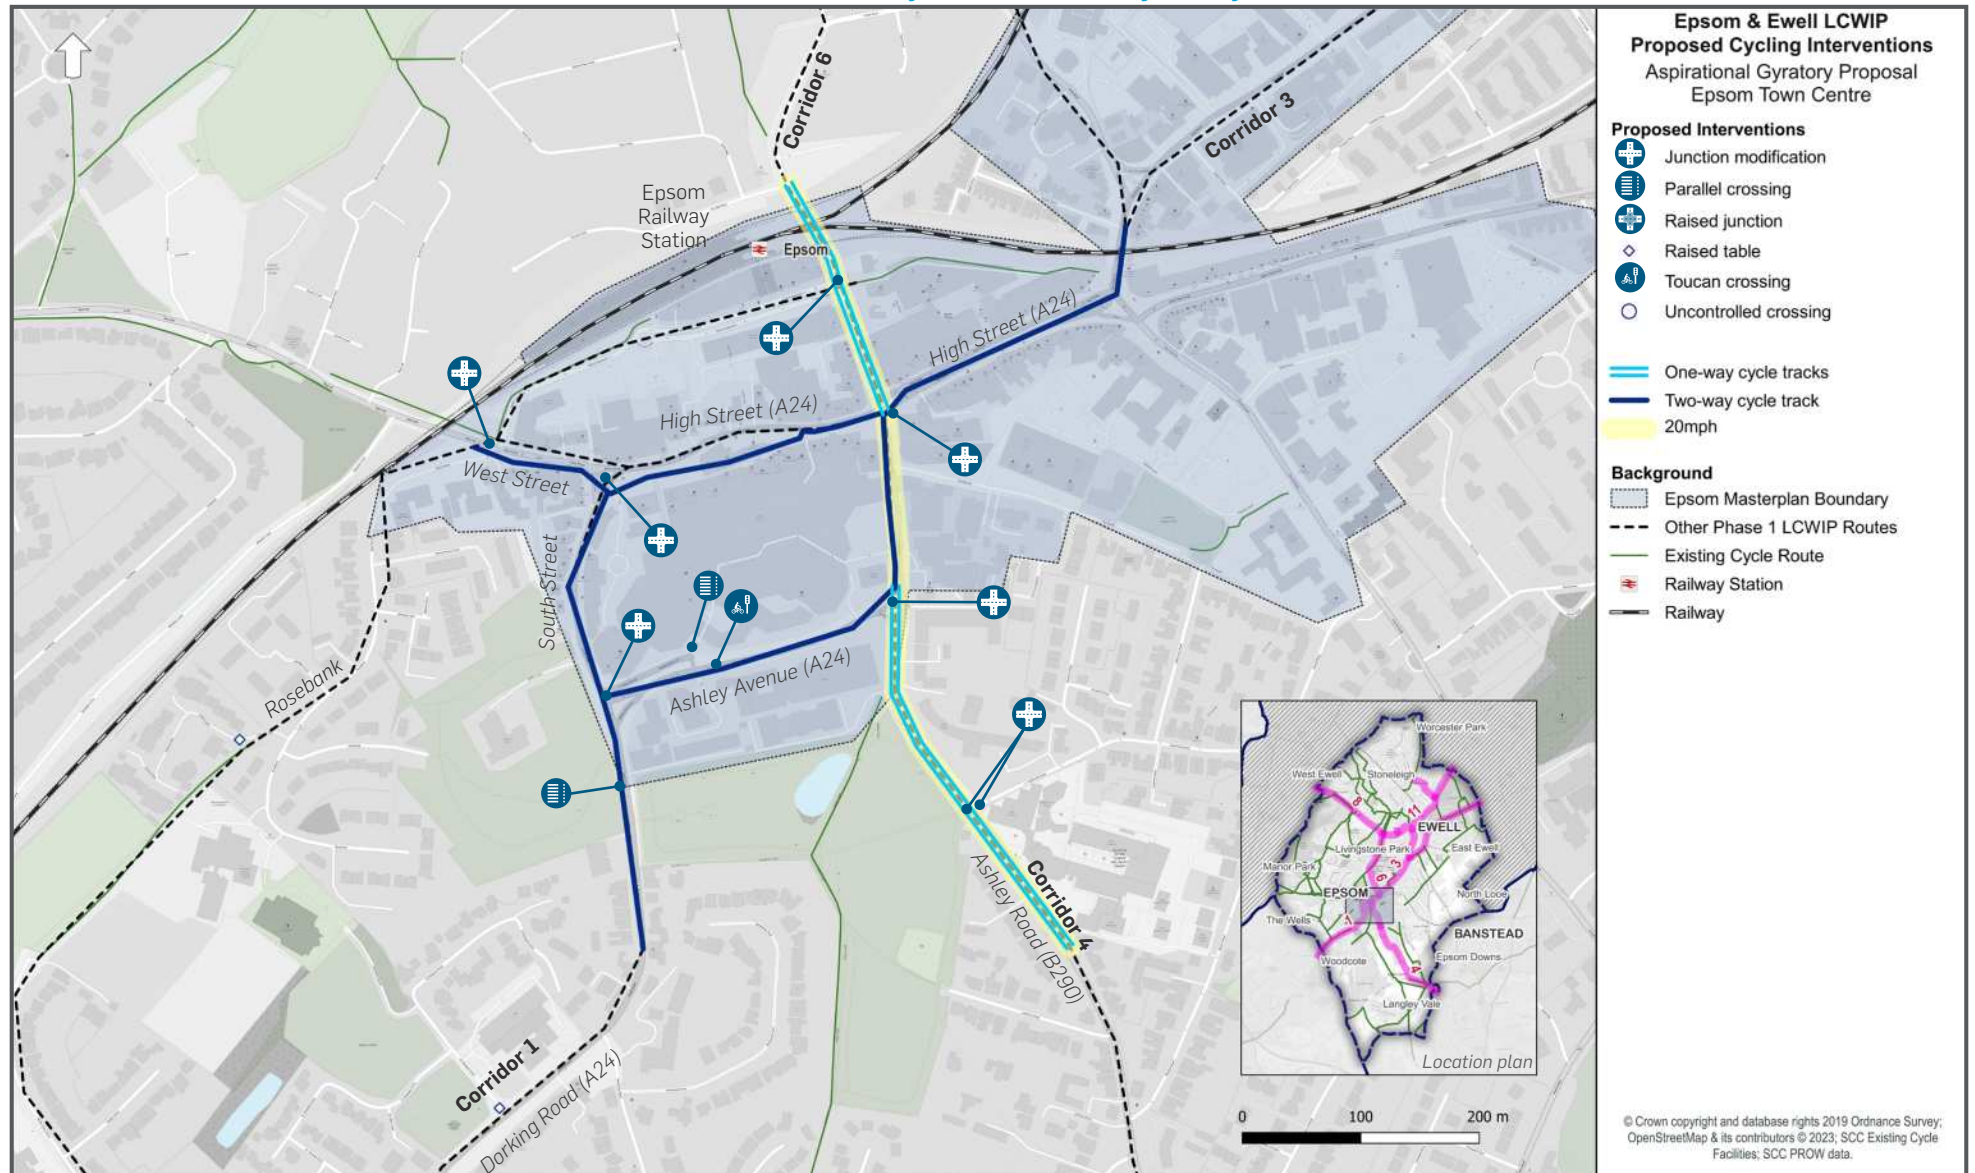 Epsom & Ewell LCWIP
Proposed Cycling Interventions
Aspirational Gyratory Proposal
Epsom Town Centre
Proposed Interventions
Junction modification
Parallel crossing
Raised junction
Raised table
Toucan crossing
Uncontrolled crossing
One-way cycle tracks
Two-way cycle track
20mph
Background
Epsom Masterplan Boundary
Other Phase 1 LCWIP Routes
Existing Cycle Route
Railway Station
Railway
Corridor 6
Corridor 3
Epsom
Railway
Station
Epsom
High Street (A24)
High Street (A24)
West Street
South Street
Ashley Avenue (A24)
Rosebank
Corridor 4
Ashley Road (B290)
Corridor 1
Dorking Road (A24)
Worcester Park
West Ewell
Stoneleigh
8
11
EWELL
Livingstone Park
East Ewell
Manor Park
3
6
EPSOM
North Looe
The Wells
1
BANSTEAD
Woodcote
Epsom Downs
4
Langley Vale
Location plan
0 100 200 m
© Crown copyright and database rights 2019 Ordnance Survey;
OpenStreetMap & its contributors © 2023; SCC Existing Cycle
Facilities; SCC PROW data.